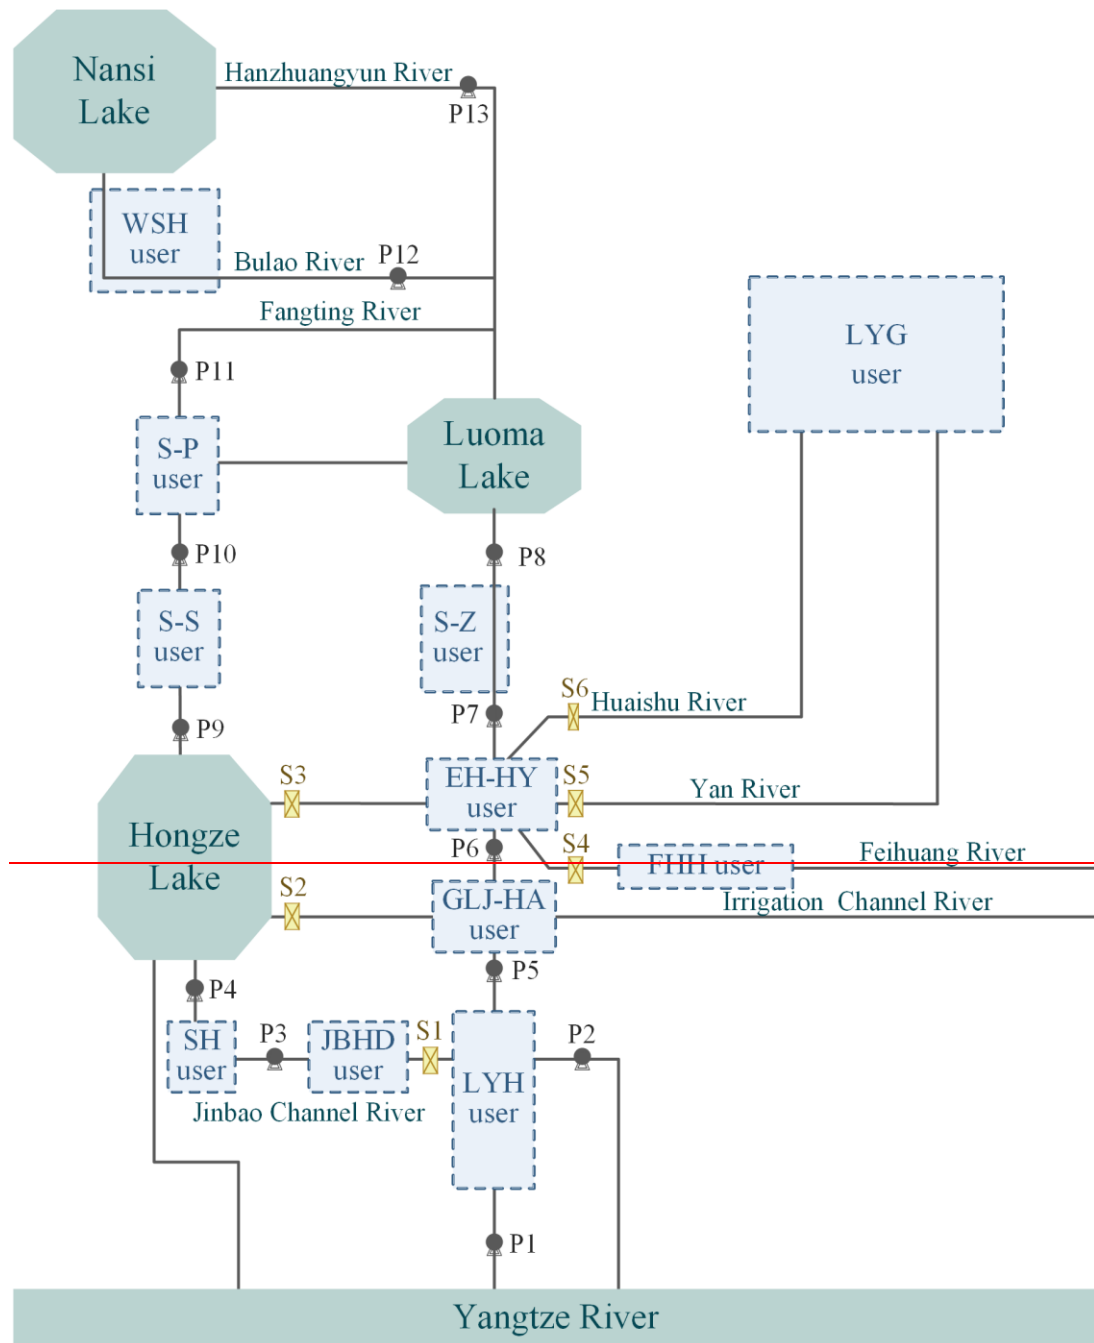 Nansi
Lake
Hanzhuangyun River
P13
WSH
user
P12
Bulao River
Fangting River
P11
LYG
user
S-P
user
Luoma
Lake
P10
P8
S-S
user
S-Z
user
S6
Huaishu River
P7
P9
EH-HY
user
S3
S5
Yan River
Hongze
Lake
P6
S4
FHH user
Feihuang River
S2
GLJ-HA
user
Irrigation Channel River
P5
P4
SH
user
P3
JBHD
user
S1
LYH
user
P2
Jinbao Channel River
P1
Yangtze River